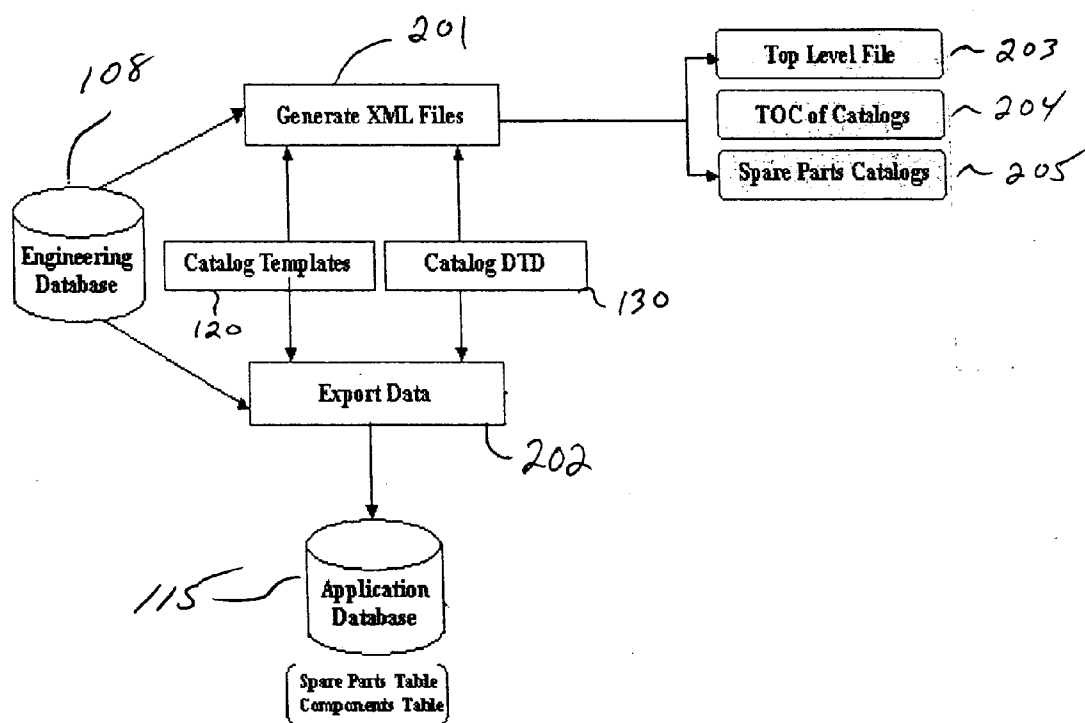 201
108
Generate XML Files
Top Level File
203
TOC of Catalogs
204
Spare Parts Catalogs
205
Engineering
Database
Catalog Templates
Catalog DTD
120
130
Export Data
202
115
Application
Database
Spare Parts Table
Components Table